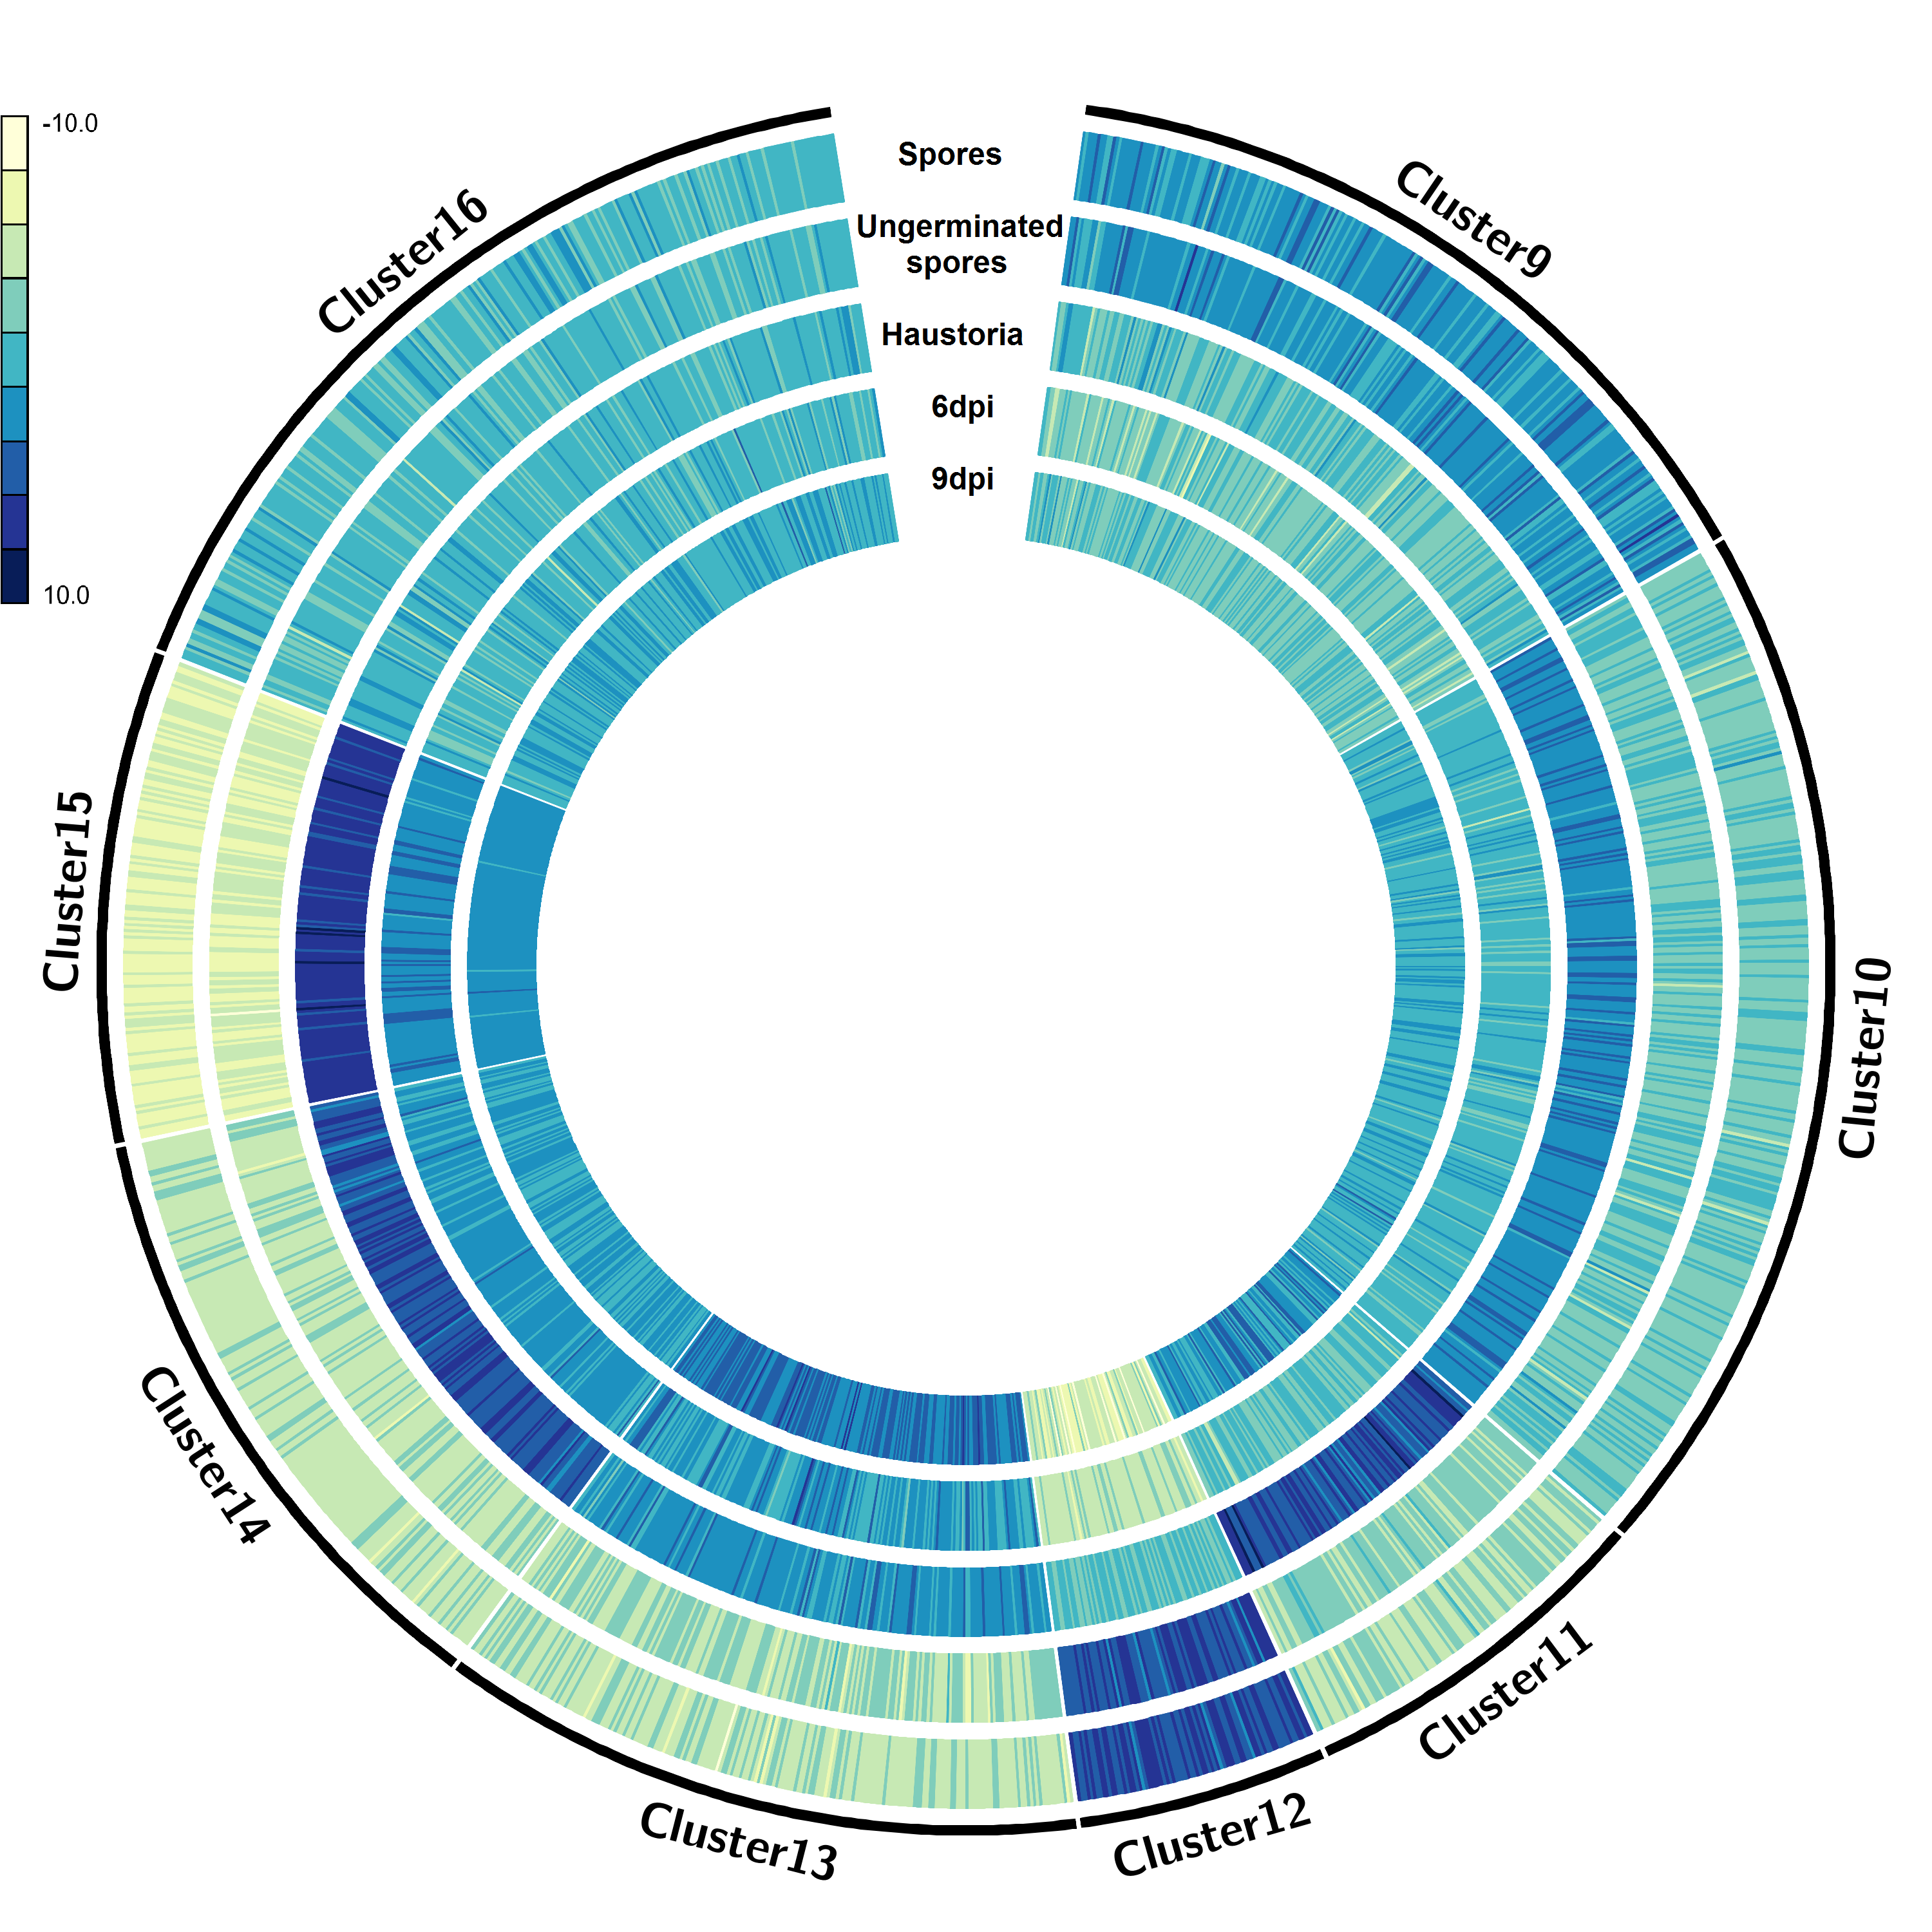 -10.0
10.0
Spores
Ungerminated
spores
Haustoria
6dpi
9dpi
Cluster9
Cluster10
Cluster11
Cluster12
Cluster13
Cluster14
Cluster15
Cluster16